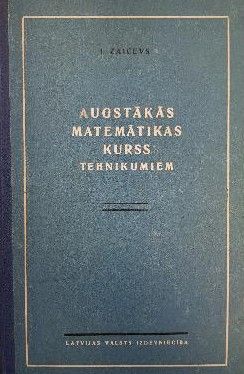 I. ZAICEVS
AUGSTĀKĀS
MATEMĀTIKAS
KURSS
TEHNIKUMIEM
LATVIJAS VALSTS IZDEVNIECĪBA